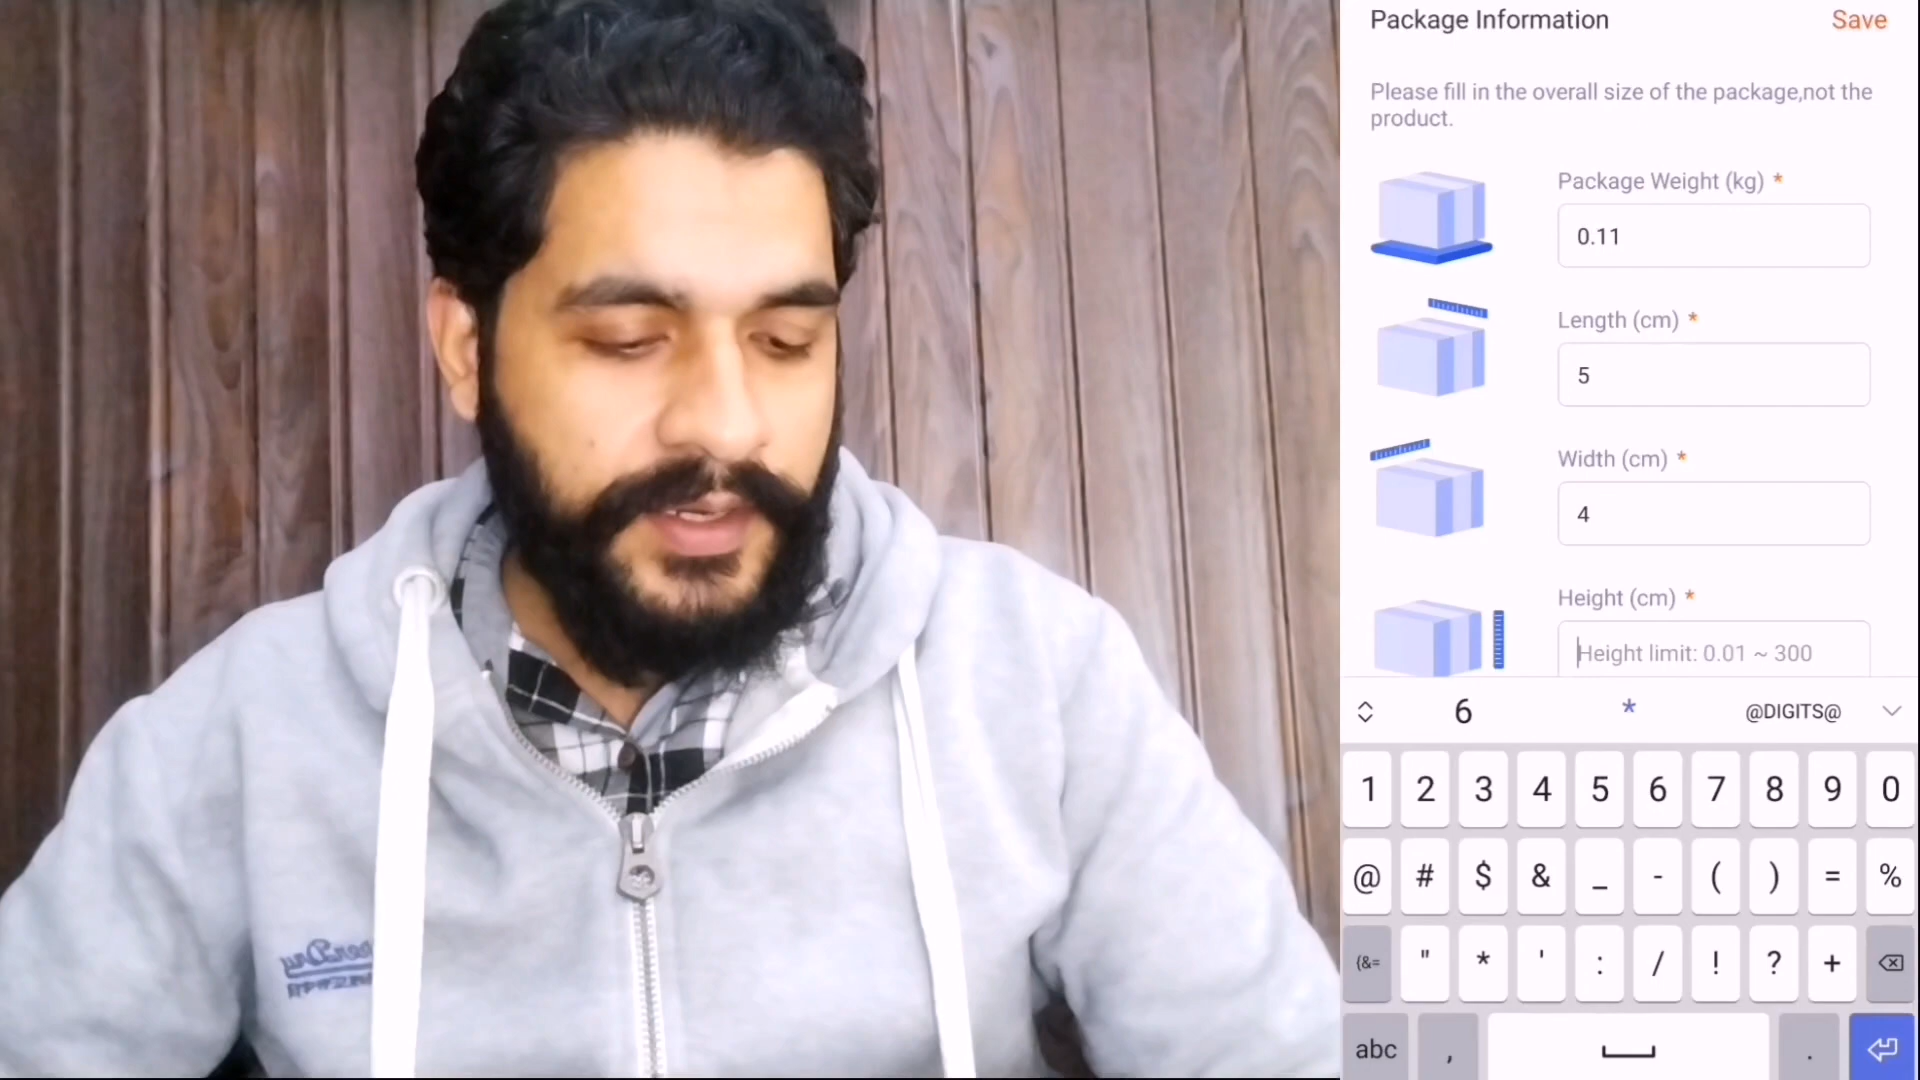 Package Information
Save
Please fill in the overall size of the package,not the
product.
Package Weight (kg) *
0.11
Length (cm) *
5
Width (cm) *
4
Height (cm) *
Height limit: 0.01 ~ 300
6 * @DIGITS@
1 2 3 4 5 6 7 8 9 0
@ # $ & _ - ( ) = %
(&= " * ' : / ! ? +
abc , .